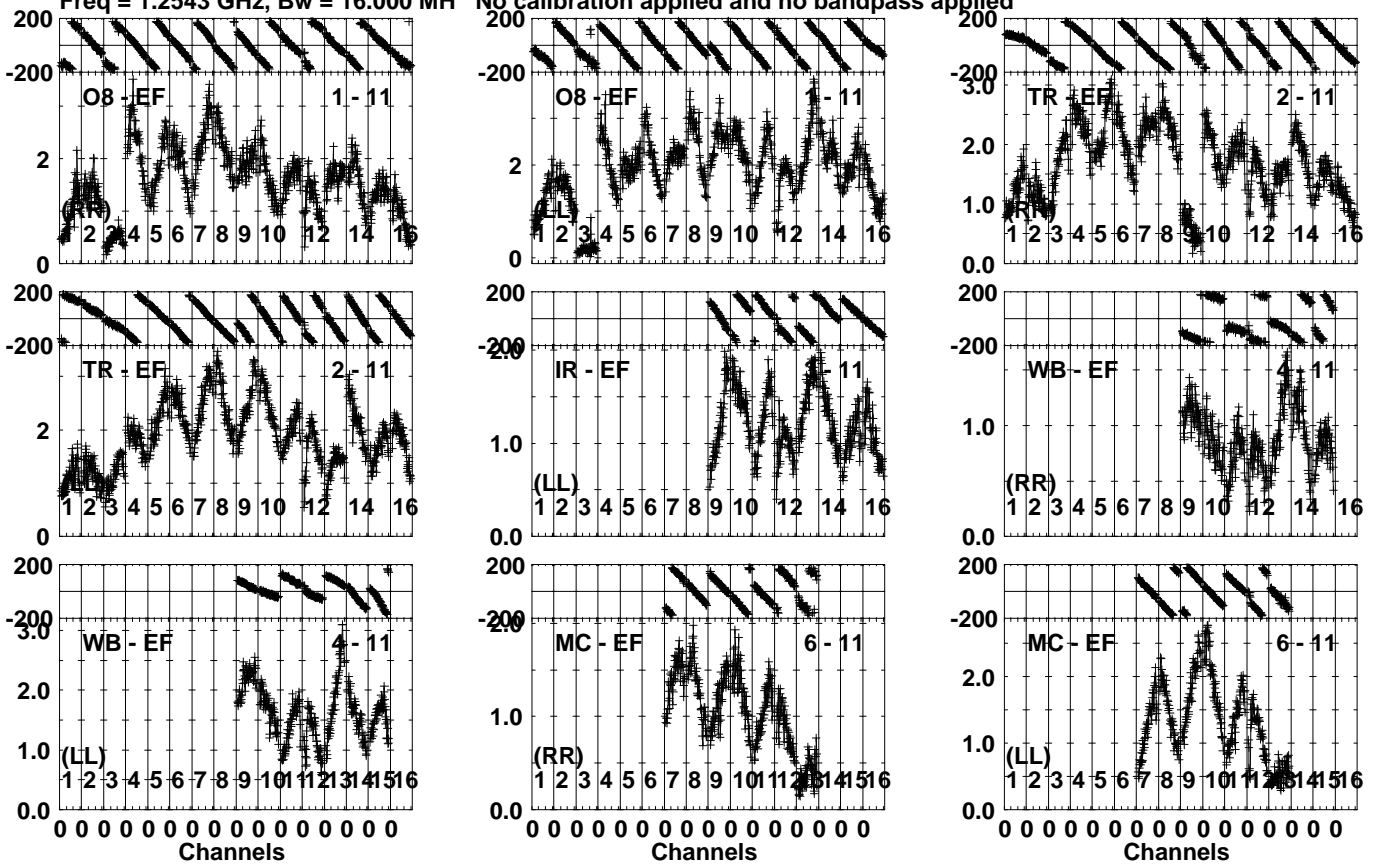 Freq = 1.2543 GHz, Bw = 16.000 MH No calibration applied and no bandpass applied
200
-200
O8 - EF 1 - 11
2
(RR)
2 3 4 5 6 7 8 9 10 12 14 16
0
200
-200
O8 - EF 1 - 11
2
(LL)
1 2 3 4 5 6 7 8 9 10 12 14 16
0
200
-200
3.0
TR - EF 2 - 11
2.0
1.0
(RR)
1 2 3 4 5 6 7 8 9 10 12 14 16
0.0
200
-200
TR - EF 2 - 11
2
1 2 3 4 5 6 7 8 9 10 12 14 16
0
200
-200
2.0
IR - EF 3 - 11
1.0
(LL)
1 2 3 4 5 6 7 8 9 10 12 14 16
0.0
200
-200
WB - EF 4 - 11
1.0
(RR)
1 2 3 4 5 6 7 8 9 10 12 14 16
0.0
200
-200
3.0
WB - EF 4 - 11
2.0
1.0
(LL)
1 2 3 4 5 6 7 8 9 10 11 12 13 14 15 16
0.0
0 0 0 0 0 0 0 0 0 0 0 0 0 0 0 0
Channels
200
-200
2.0
MC - EF 6 - 11
1.0
(RR)
1 2 3 4 5 6 7 8 9 10 11 12 13 14 15 16
0.0
0 0 0 0 0 0 0 0 0 0 0 0 0 0 0 0
Channels
200
-200
MC - EF 6 - 11
2.0
1.0
(LL)
1 2 3 4 5 6 7 8 9 10 11 12 13 14 15 16
0.0
0 0 0 0 0 0 0 0 0 0 0 0 0 0 0 0
Channels